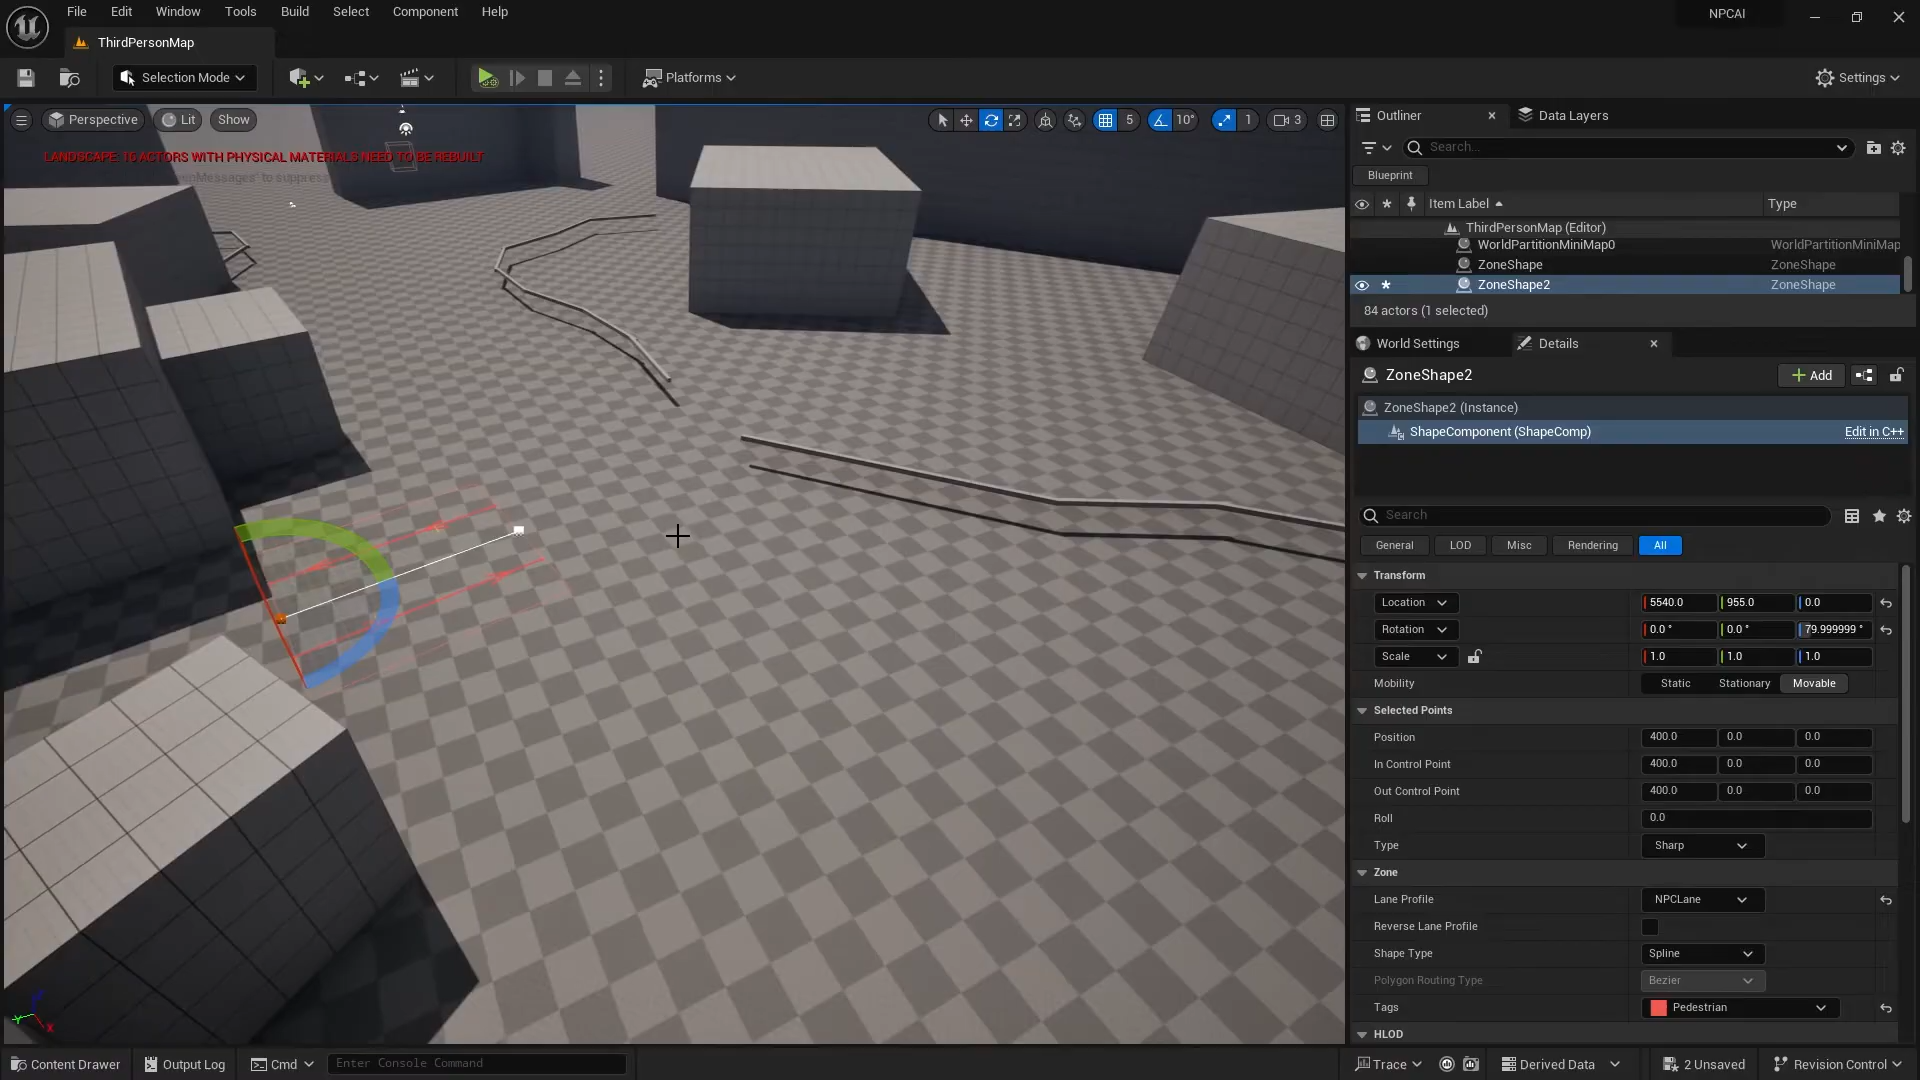 File Edit Window Tools Build Select Component Help
NPCAI
ThirdPersonMap
Selection Mode
Platforms
Settings
Perspective Lit Show
5 10° 1 3
LANDSCAPE: 16 ACTORS WITH PHYSICAL MATERIALS NEED TO BE REBUILT
to suppress
Outliner
Data Layers
Search...
Blueprint
Item Label Type
ThirdPersonMap (Editor)
WorldPartitionMiniMap0 WorldPartitionMiniMap
ZoneShape ZoneShape
ZoneShape2 ZoneShape
84 actors (1 selected)
World Settings Details
ZoneShape2
Add
ZoneShape2 (Instance)
ShapeComponent (ShapeComp) Edit in C++
Search
General LOD Misc Rendering All
Transform
Location 5540.0 955.0 0.0
Rotation 0.0° 0.0° 79.999999°
Scale 1.0 1.0 1.0
Mobility Static Stationary Movable
Selected Points
Position 400.0 0.0 0.0
In Control Point 400.0 0.0 0.0
Out Control Point 400.0 0.0 0.0
Roll 0.0
Type Sharp
Zone
Lane Profile NPCLane
Reverse Lane Profile
Shape Type Spline
Polygon Routing Type Bezier
Tags Pedestrian
HLOD
Z Y X
Content Drawer Output Log Cmd Enter Console Command
Trace Derived Data 2 Unsaved Revision Control